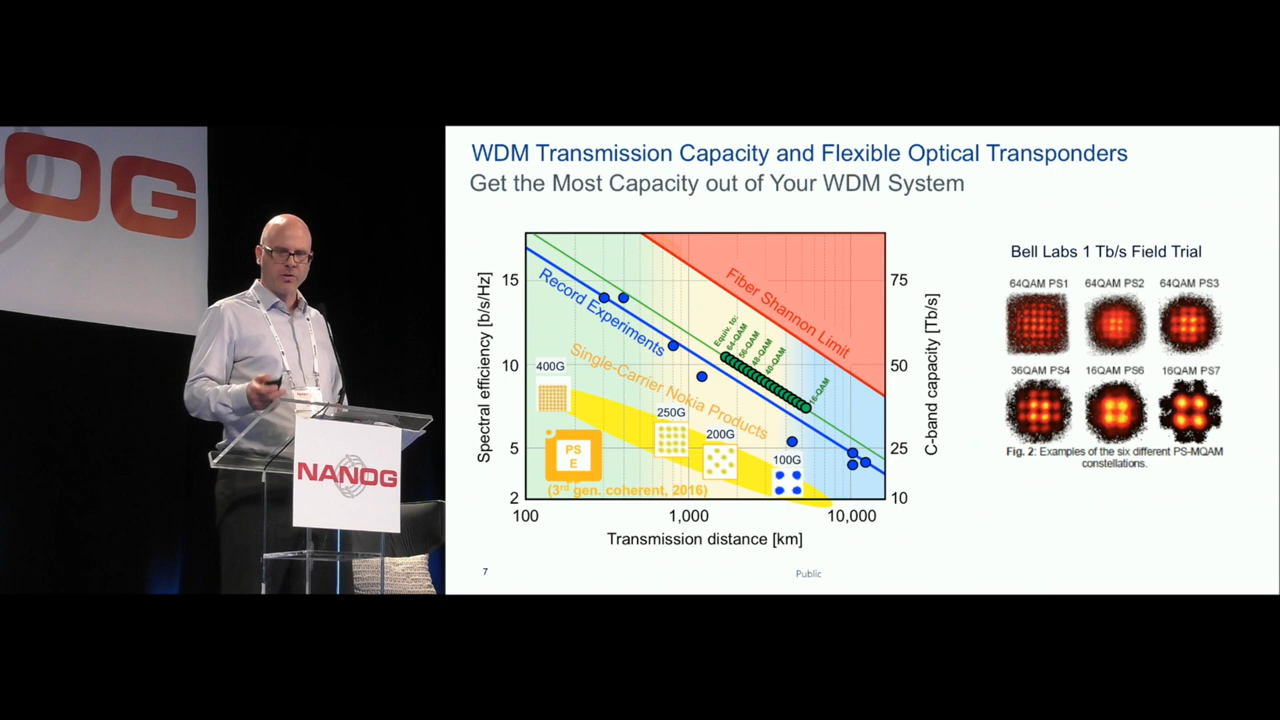 OG
NANOG
WDM Transmission Capacity and Flexible Optical Transponders
Get the Most Capacity out of Your WDM System
Spectral efficiency [b/s/Hz]
15
10
5
2
100
1,000
10,000
Transmission distance [km]
75
50
25
10
C-band capacity [Tb/s]
Fiber Shannon Limit
Record Experiments
Equiv. to:
64-QAM
56-QAM
48-QAM
40-QAM
16-QAM
Single-Carrier Nokia Products
400G
250G
200G
100G
PS
E
(3rd gen. coherent, 2016)
Bell Labs 1 Tb/s Field Trial
64QAM PS1 64QAM PS2 64QAM PS3
36QAM PS4 16QAM PS6 16QAM PS7
Fig. 2: Examples of the six different PS-MQAM
constellations.
7
Public